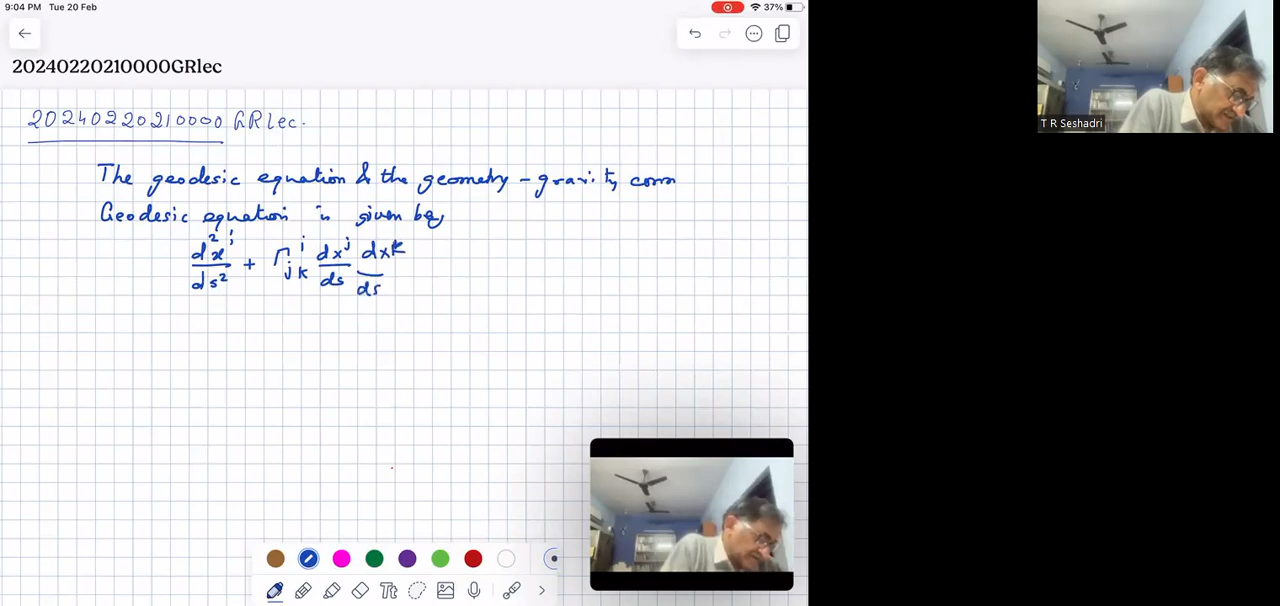 9:04 PM Tue 20 Feb 37%
20240220210000GRlec
20240220210000 GRlec.
The geodesic equation & the geometry - gravity conn
Geodesic equation is given by,
d²xⁱ/ds² + Γⁱjk dxʲ/ds dxᵏ/ds
Tt
T R Seshadri